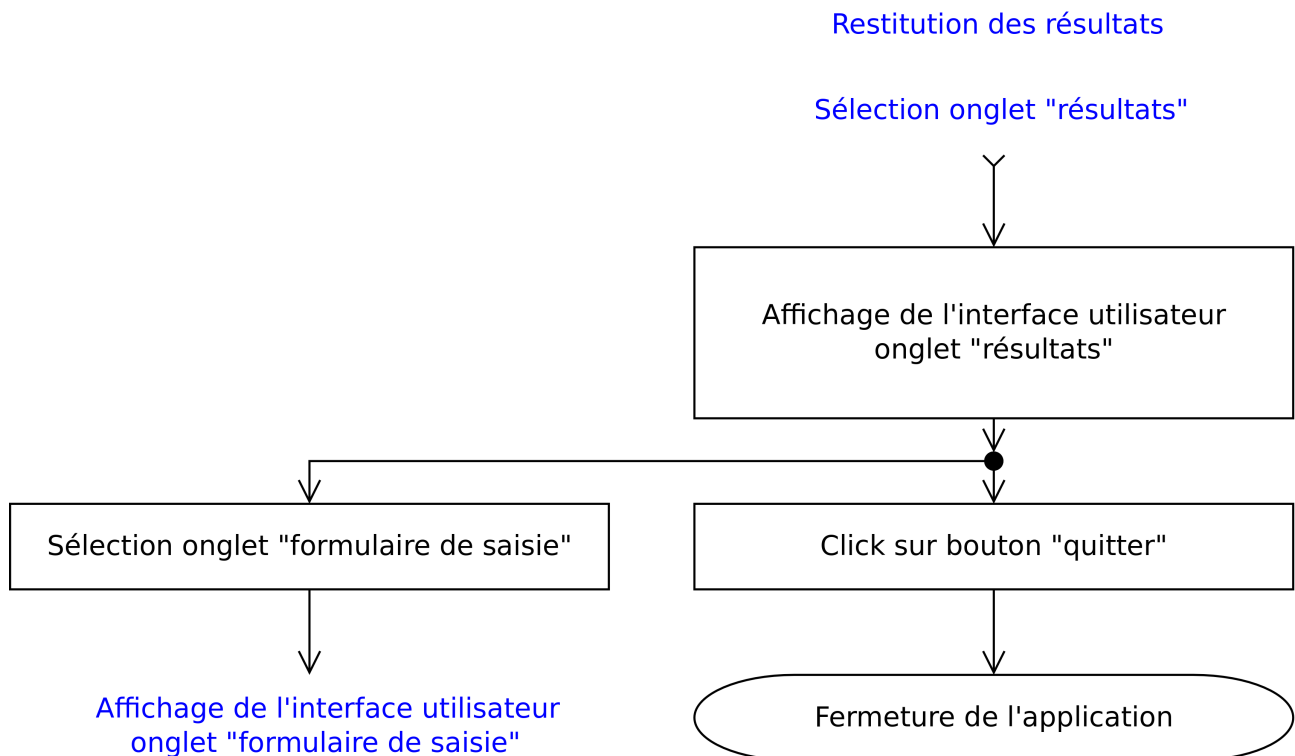 Restitution des résultats
Sélection onglet "résultats"
Affichage de l'interface utilisateur
onglet "résultats"
Sélection onglet "formulaire de saisie"
Click sur bouton "quitter"
Affichage de l'interface utilisateur
onglet "formulaire de saisie"
Fermeture de l'application